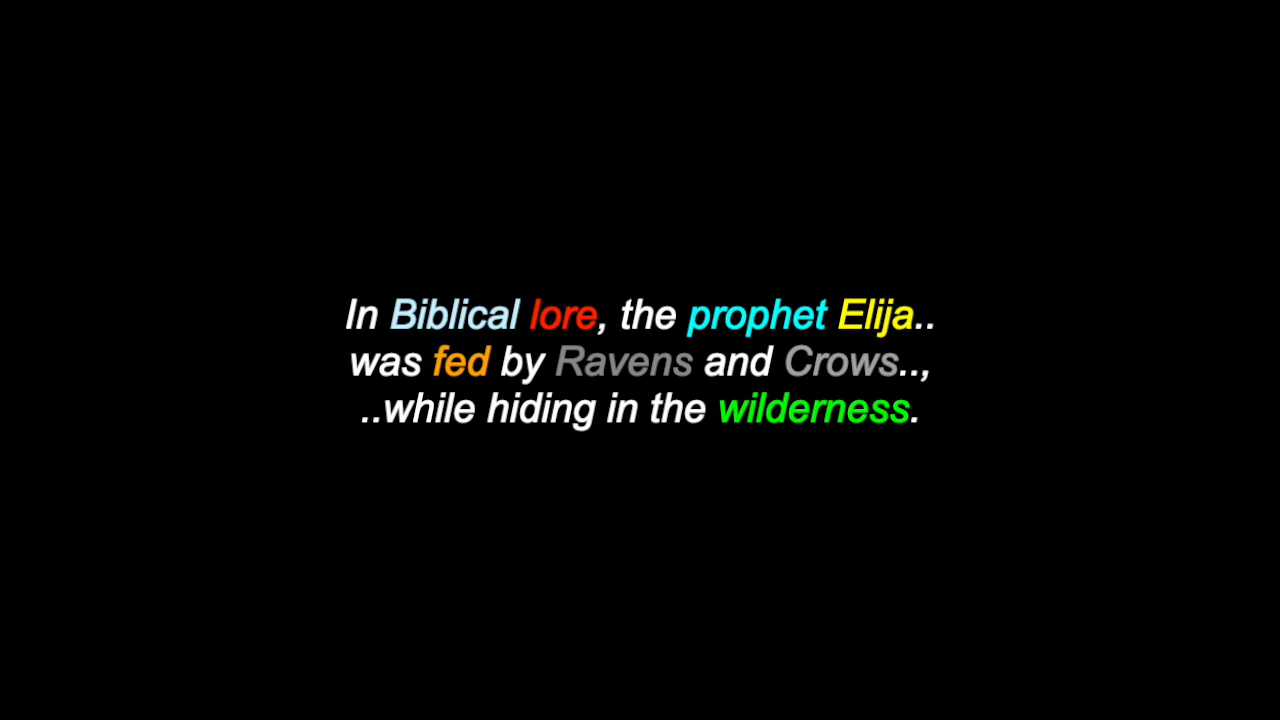 In Biblical lore, the prophet Elija..
was fed by Ravens and Crows..,
..while hiding in the wilderness.